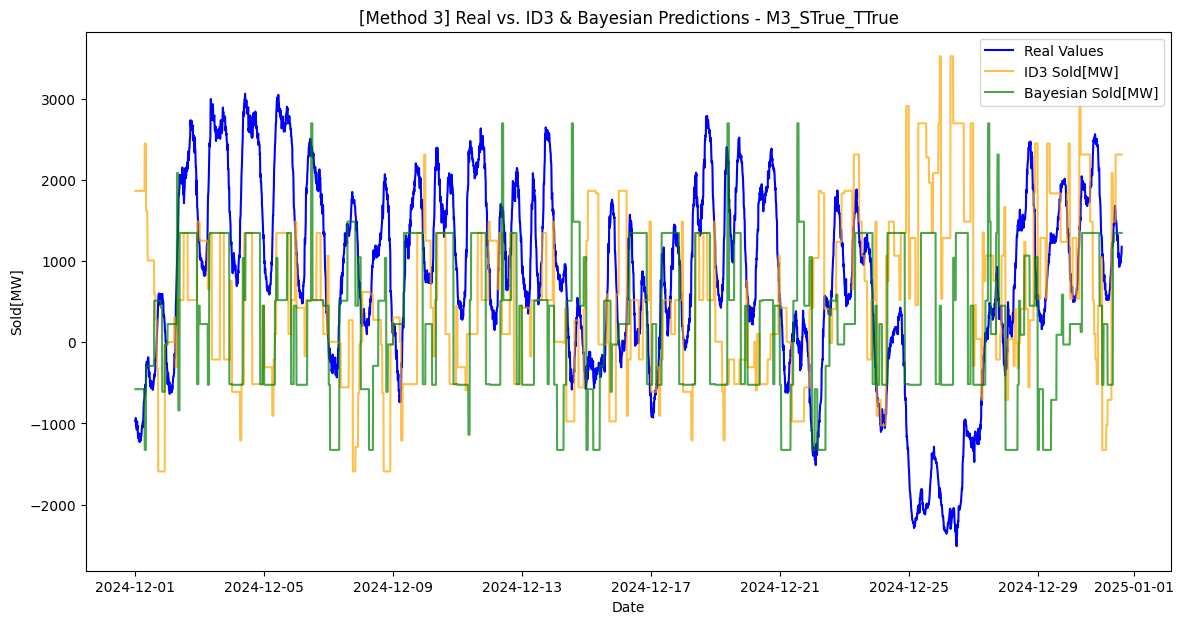 [Method 3] Real vs. ID3 & Bayesian Predictions - M3_STrue_TTrue
Real Values
ID3 Sold[MW]
Bayesian Sold[MW]
3000
2000
1000
0
−1000
−2000
Sold[MW]
2024-12-01
2024-12-05
2024-12-09
2024-12-13
2024-12-17
2024-12-21
2024-12-25
2024-12-29
2025-01-01
Date